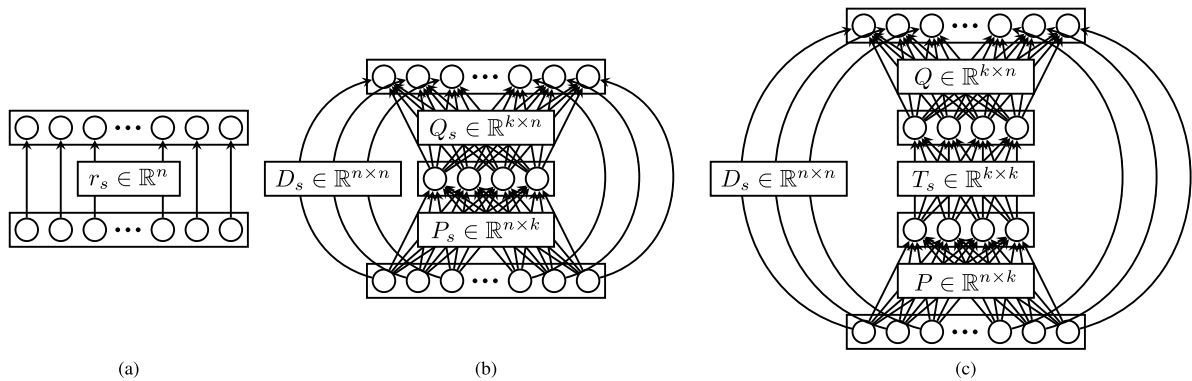 r_s ∈ ℝ^n
(a)
D_s ∈ ℝ^{n×n}
Q_s ∈ ℝ^{k×n}
P_s ∈ ℝ^{n×k}
(b)
D_s ∈ ℝ^{n×n}
Q ∈ ℝ^{k×n}
T_s ∈ ℝ^{k×k}
P ∈ ℝ^{n×k}
(c)